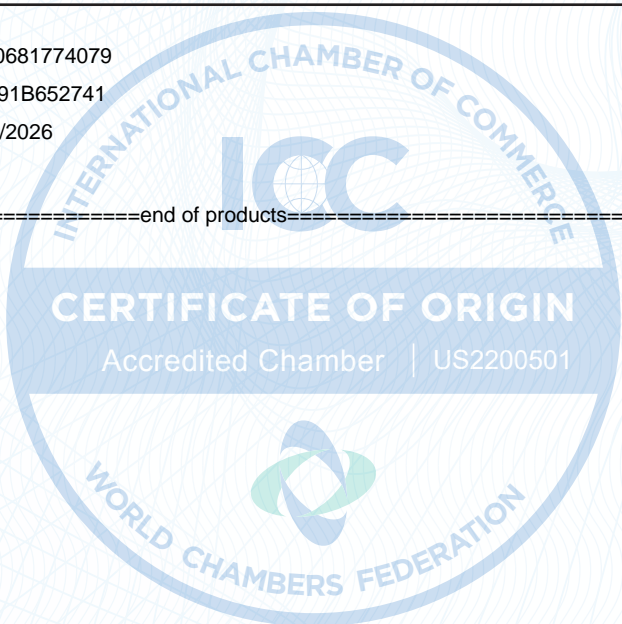 0681774079
91B652741
/2026
===========end of products===========================
INTERNATIONAL CHAMBER OF COMMERCE
ICC
CERTIFICATE OF ORIGIN
Accredited Chamber | US2200501
WORLD CHAMBERS FEDERATION